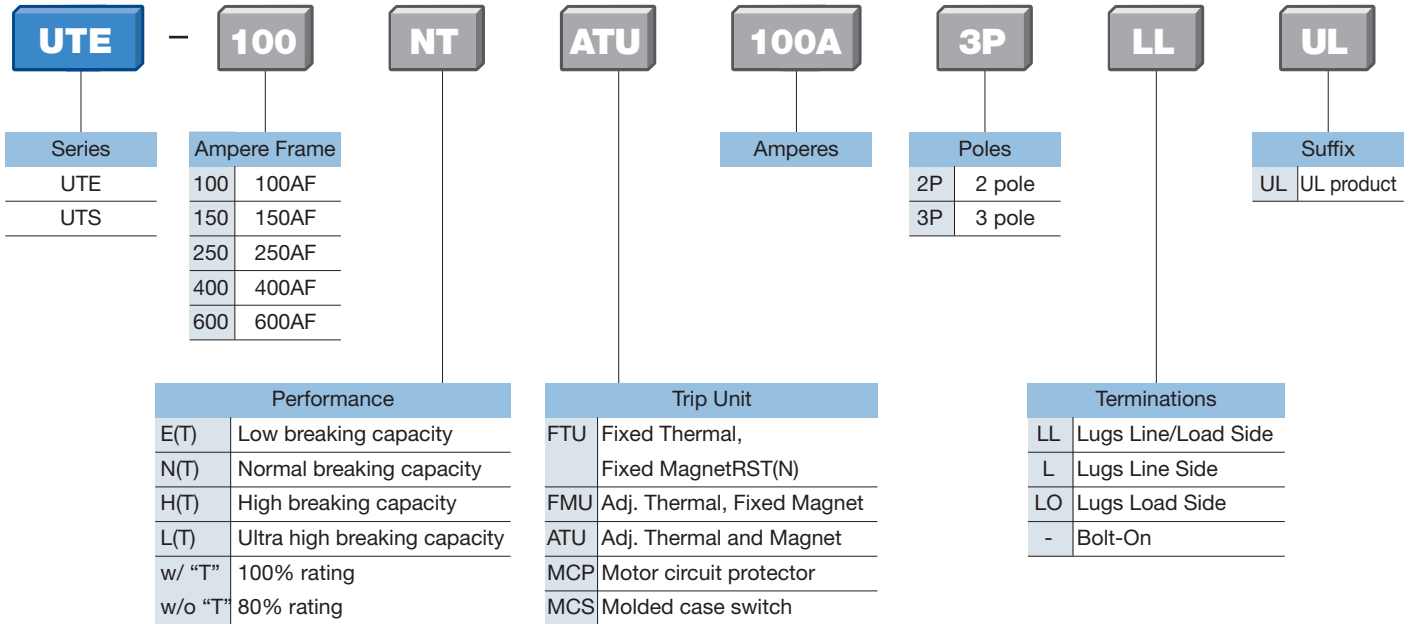 UTE – 100 NT ATU 100A 3P LL UL
Series
UTE
UTS
Ampere Frame
100 100AF
150 150AF
250 250AF
400 400AF
600 600AF
Amperes
Poles
2P 2 pole
3P 3 pole
Suffix
UL UL product
Performance
E(T) Low breaking capacity
N(T) Normal breaking capacity
H(T) High breaking capacity
L(T) Ultra high breaking capacity
w/ “T” 100% rating
w/o “T” 80% rating
Trip Unit
FTU Fixed Thermal,
Fixed MagnetRST(N)
FMU Adj. Thermal, Fixed Magnet
ATU Adj. Thermal and Magnet
MCP Motor circuit protector
MCS Molded case switch
Terminations
LL Lugs Line/Load Side
L Lugs Line Side
LO Lugs Load Side
- Bolt-On